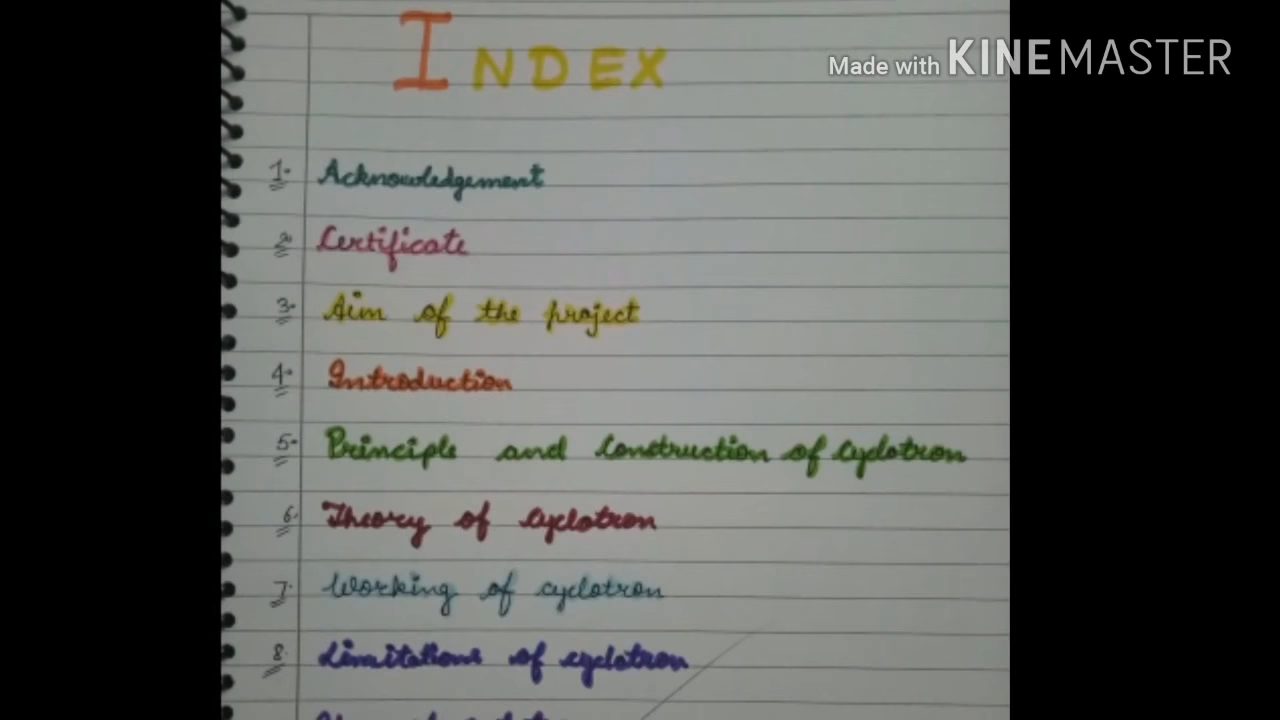 INDEX
Made with KINEMASTER
1. Acknowledgement
2. Certificate
3. Aim of the project
4. Introduction
5. Principle and Construction of Cyclotron
6. Theory of Cyclotron
7. Working of cyclotron
8. Limitations of cyclotron